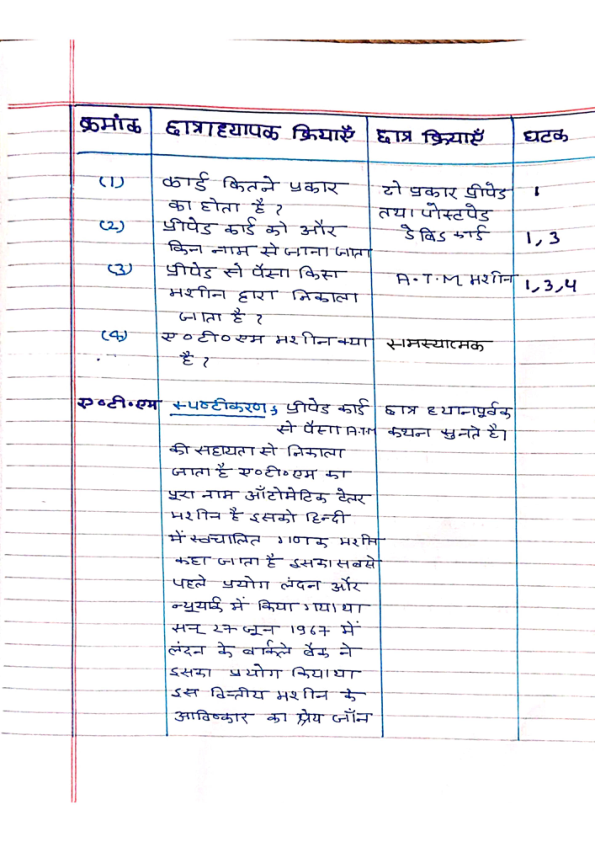 क्रमांक छात्राध्यापक क्रियाएँ छात्र क्रियाएँ घटक
(1) कार्ड कितने प्रकार दो प्रकार प्रीपेड 1
का होता है ? तथा पोस्टपेड
(2) प्रीपेड कार्ड को और डेबिड कार्ड 1, 3
किन नाम से जाना जाता
(3) प्रीपेड से पैसा किस A.T.M मशीन 1, 3, 4
मशीन द्वारा निकाला
जाता है ?
(4) ए०टी०एम मशीन क्या सामस्यात्मक
है ?
ए०टी०एम स्पष्टीकरण; प्रीपेड कार्ड छात्र ध्यानपूर्वक
से पैसा ATM कथन सुनते है।
की सहायता से निकाला
जाता है ए०टी०एम का
पुरा नाम ऑटोमेटिक टेलर
मशीन है इसको हिन्दी
में स्वचालित गणक मशीन
कहा जाता है इसका सबसे
पहले प्रयोग लंदन और
न्यूयार्क में किया गया था
सन् 27 जून 1967 में
लंदन के बार्कले बैंक ने
इसका प्रयोग किया था
इस वित्तीय मशीन के
आविष्कार का श्रेय जॉन